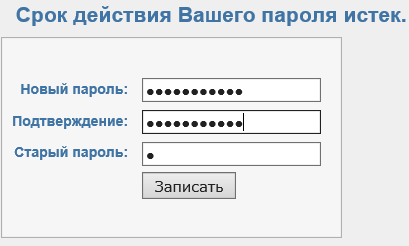 Срок действия Вашего пароля истек.
Новый пароль: ●●●●●●●●●●●
Подтверждение: ●●●●●●●●●●●
Старый пароль: ●
Записать